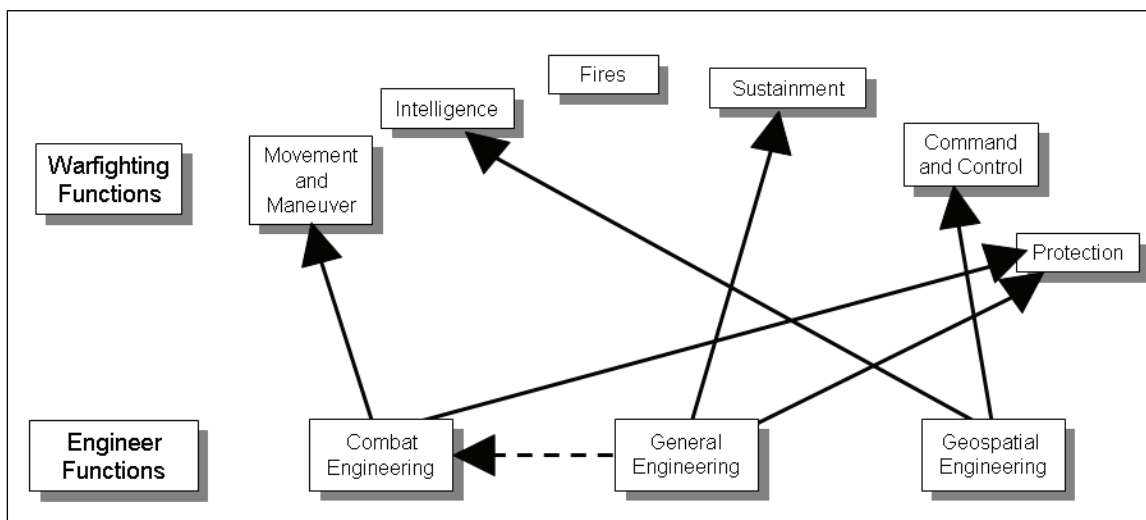 Fires
Sustainment
Intelligence
Command
and Control
Movement
and
Maneuver
Warfighting
Functions
Protection
Engineer
Functions
Combat
Engineering
General
Engineering
Geospatial
Engineering